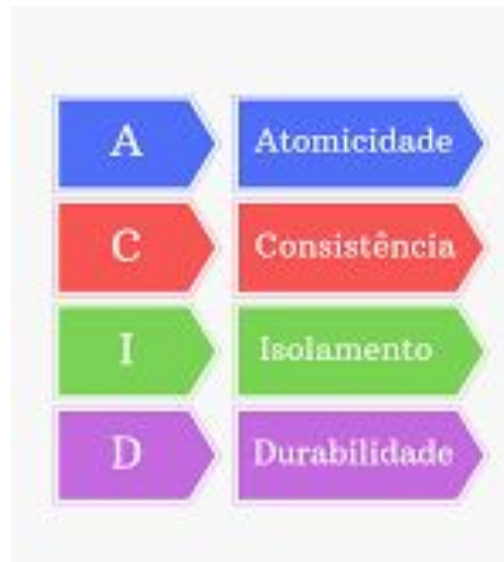 A Atomicidade
C Consistência
I Isolamento
D Durabilidade